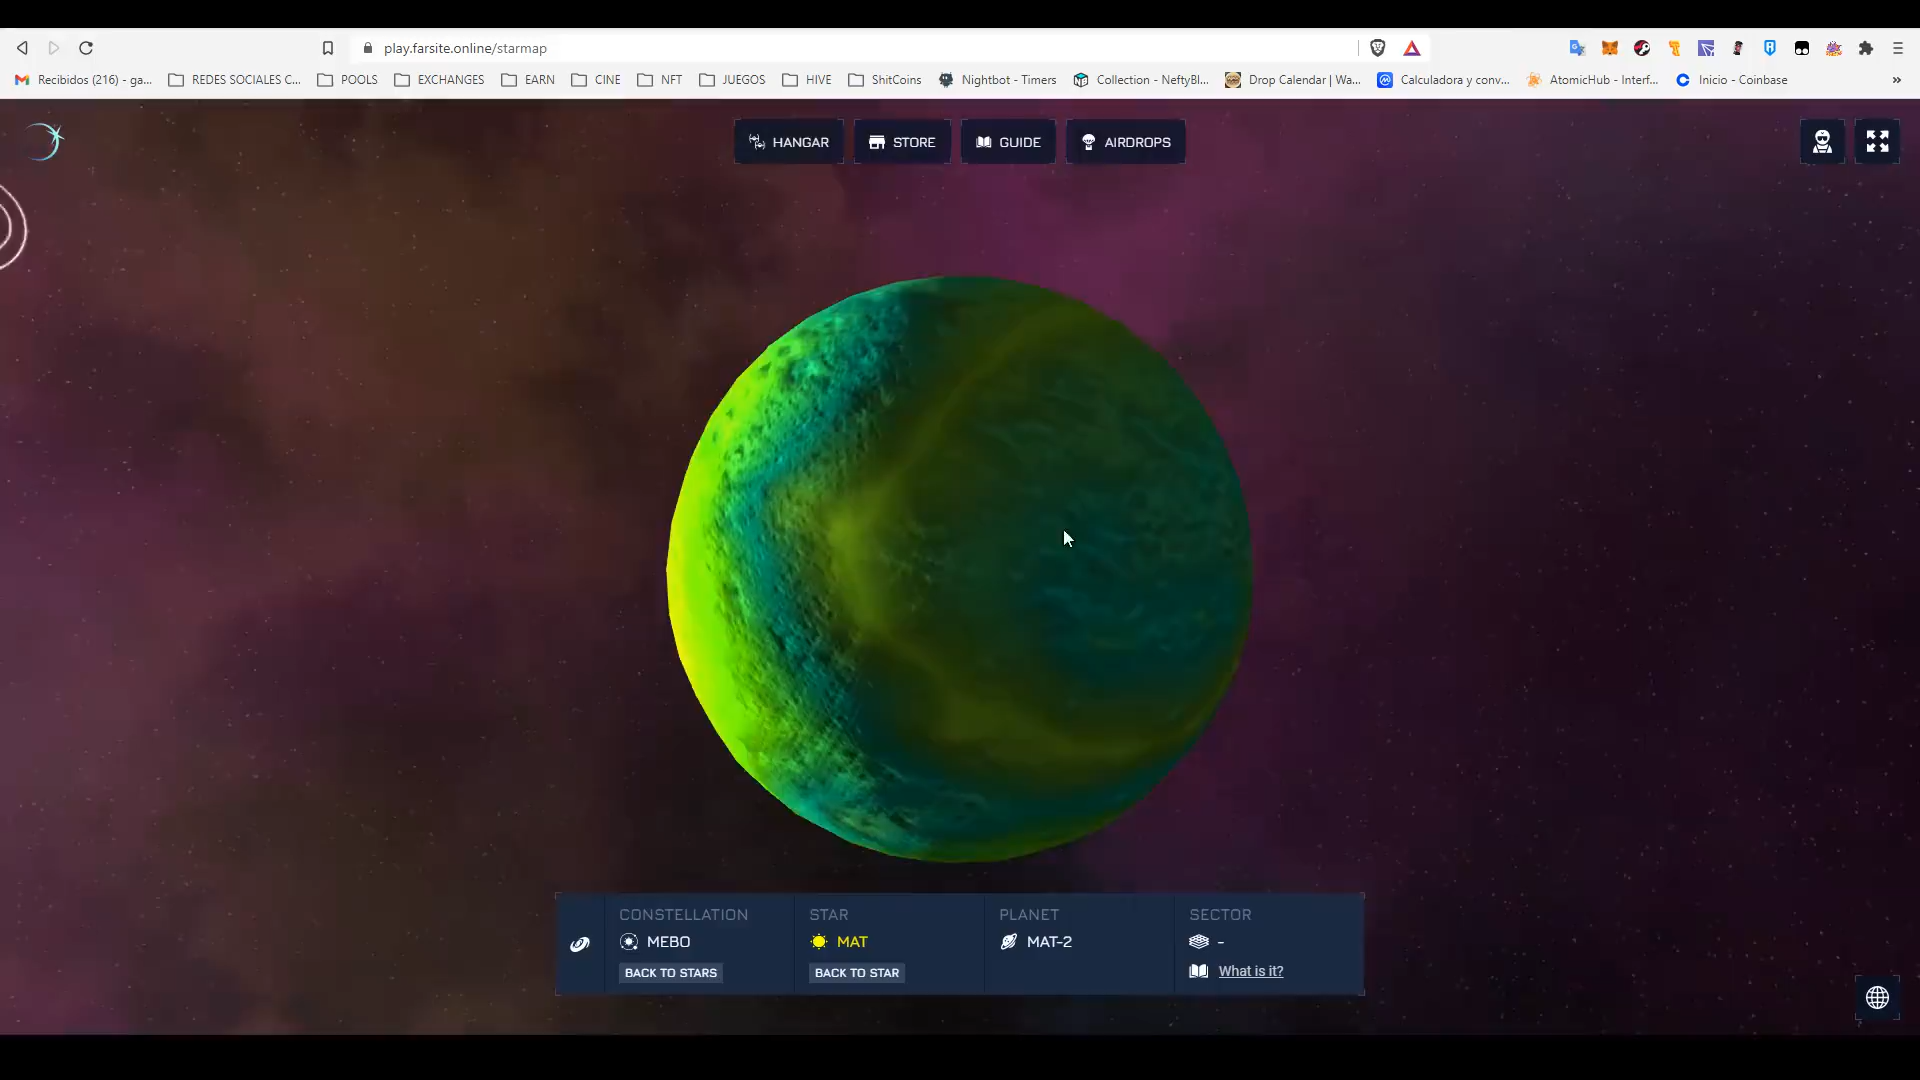 play.farsite.online/starmap
Recibidos (216) - ga...
REDES SOCIALES C...
POOLS
EXCHANGES
EARN
CINE
NFT
JUEGOS
HIVE
ShitCoins
Nightbot - Timers
Collection - NeftyBl...
Drop Calendar | Wa...
Calculadora y conv...
AtomicHub - Interf...
Inicio - Coinbase
»
HANGAR
STORE
GUIDE
AIRDROPS
CONSTELLATION
MEBO
BACK TO STARS
STAR
MAT
BACK TO STAR
PLANET
MAT-2
SECTOR
-
What is it?